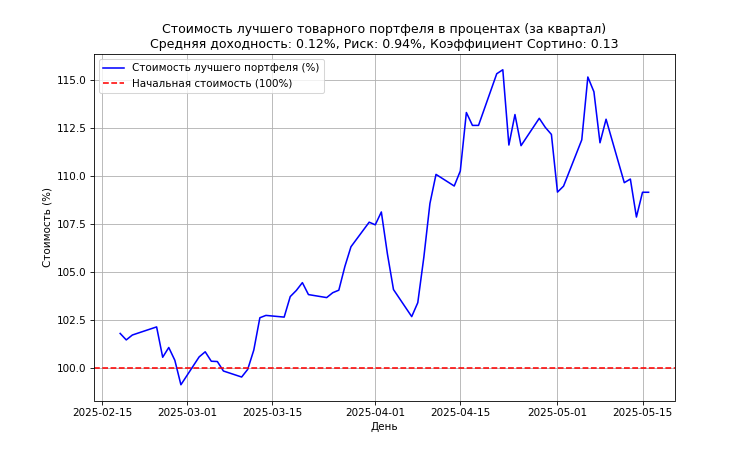 Стоимость лучшего товарного портфеля в процентах (за квартал)
Средняя доходность: 0.12%, Риск: 0.94%, Коэффициент Сортино: 0.13
Стоимость лучшего портфеля (%)
Начальная стоимость (100%)
Стоимость (%)
115.0
112.5
110.0
107.5
105.0
102.5
100.0
2025-02-15
2025-03-01
2025-03-15
2025-04-01
2025-04-15
2025-05-01
2025-05-15
День